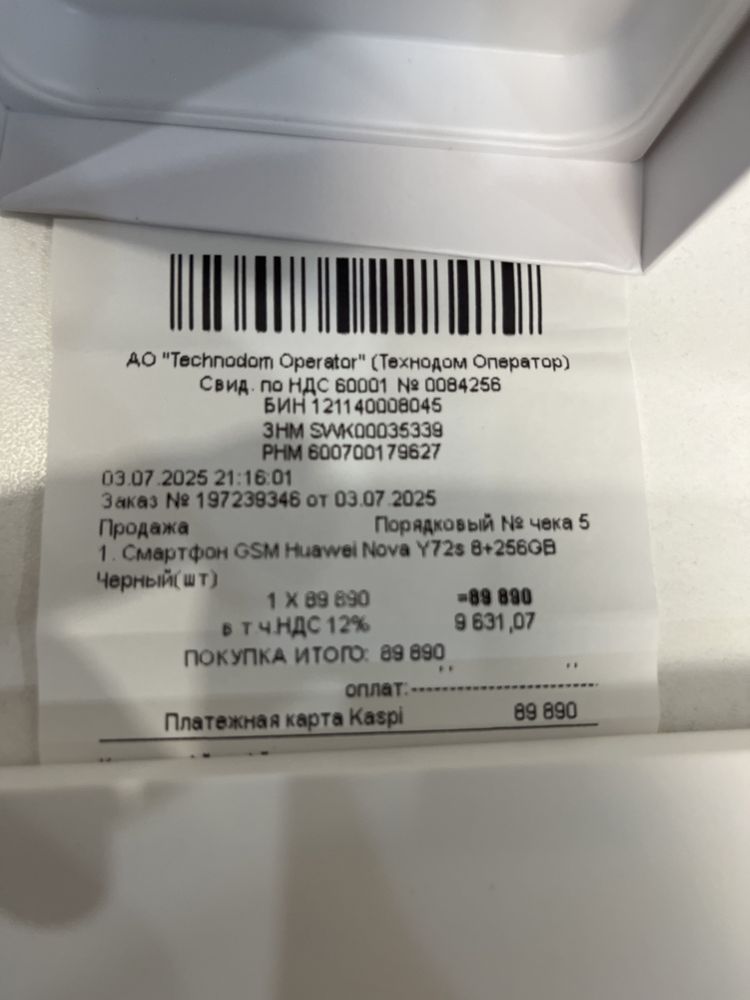 АО "Technodom Operator" (Технодом Оператор)
Свид. по НДС 60001 № 0084256
БИН 121140008045
ЗНМ SWK00035339
РНМ 600700179627
03.07.2025 21:16:01
Заказ № 197239346 от 03.07.2025
Продажа Порядковый № чека 5
1. Смартфон GSM Huawei Nova Y72s 8+256GB
Черный(шт)
1 X 89 890 =89 890
в т.ч.НДС 12% 9 631,07
ПОКУПКА ИТОГО: 89 890
оплат:
Платежная карта Kaspi 89 890